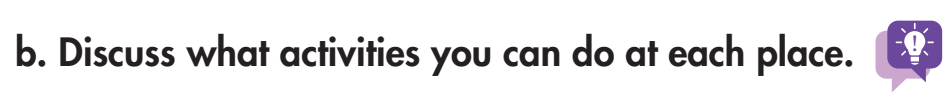 b. Discuss what activities you can do at each place.